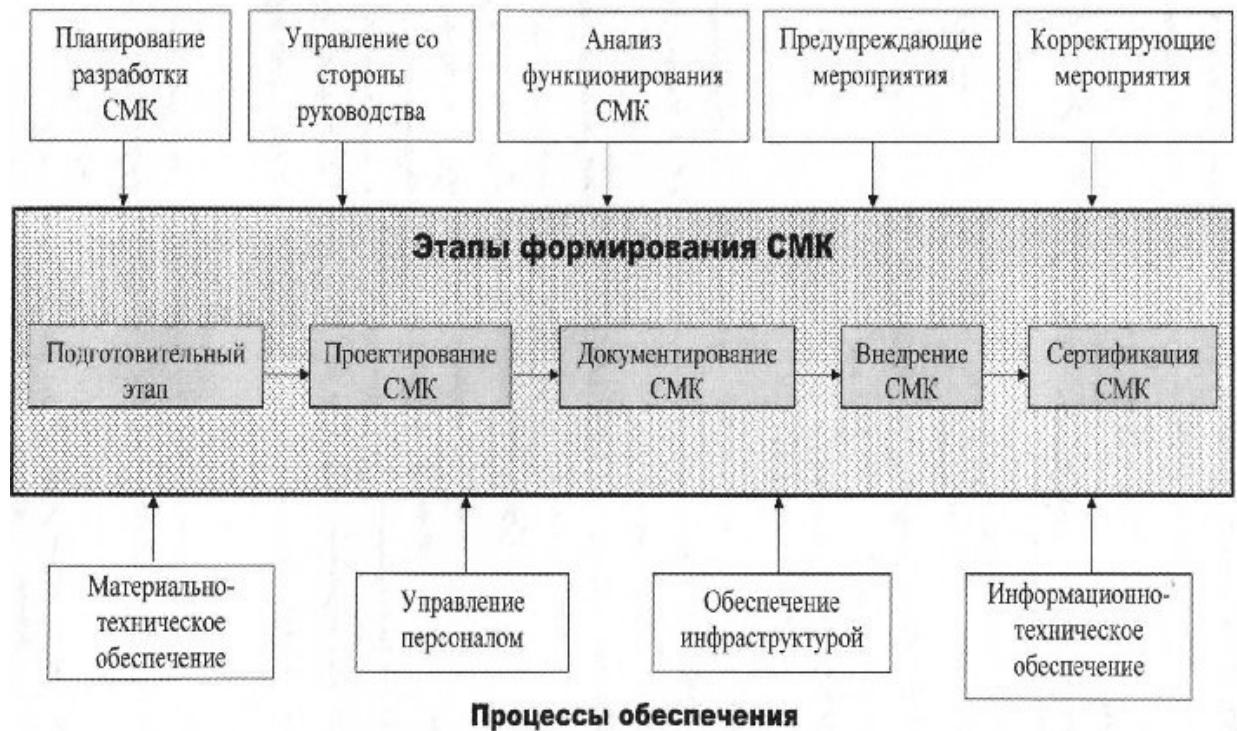 Планирование
разработки
СМК
Управление со
стороны
руководства
Анализ
функционирования
СМК
Предупреждающие
мероприятия
Корректирующие
мероприятия
Этапы формирования СМК
Подготовительный
этап
Проектирование
СМК
Документирование
СМК
Внедрение
СМК
Сертификация
СМК
Материально-
техническое
обеспечение
Управление
персоналом
Обеспечение
инфраструктурой
Информационно-
техническое
обеспечение
Процессы обеспечения